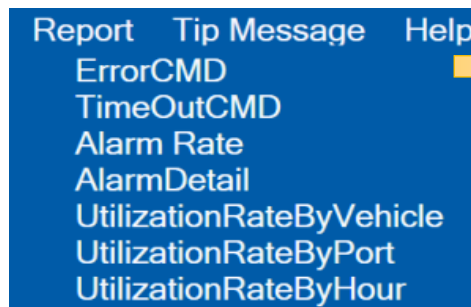 Report Tip Message Help
ErrorCMD
TimeOutCMD
Alarm Rate
AlarmDetail
UtilizationRateByVehicle
UtilizationRateByPort
UtilizationRateByHour